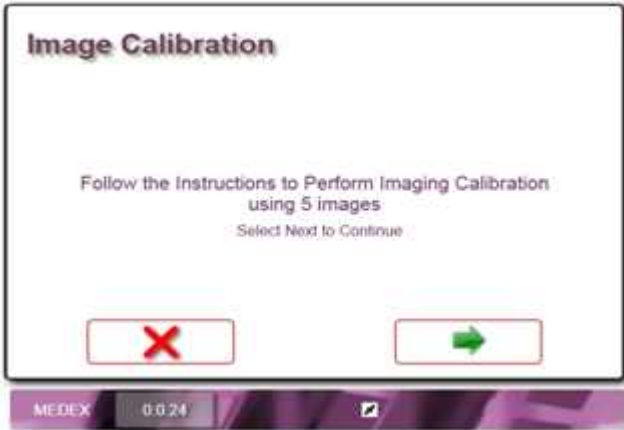 Image Calibration
Follow the Instructions to Perform Imaging Calibration
using 5 images
Select Next to Continue
MEDEX 0.0.24